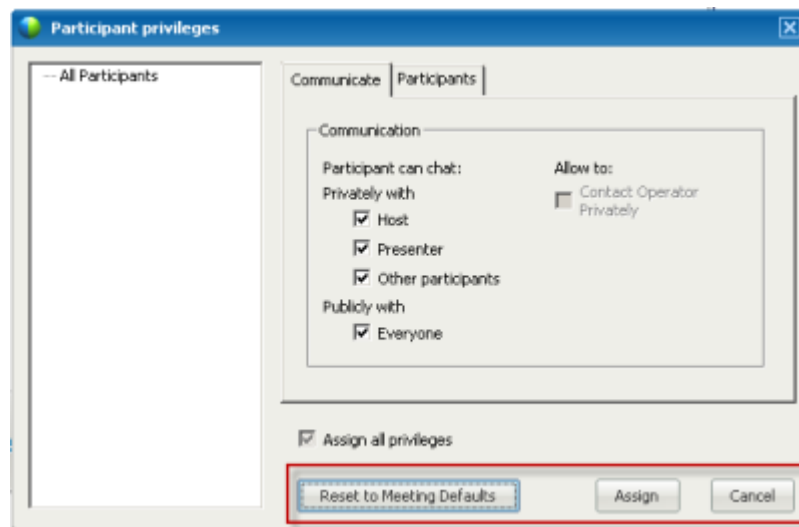 Participant privileges
All Participants
Communicate
Participants
Communication
Participant can chat:
Privately with
Host
Presenter
Other participants
Publicly with
Everyone
Allow to:
Contact Operator
Privately
Assign all privileges
Reset to Meeting Defaults
Assign
Cancel